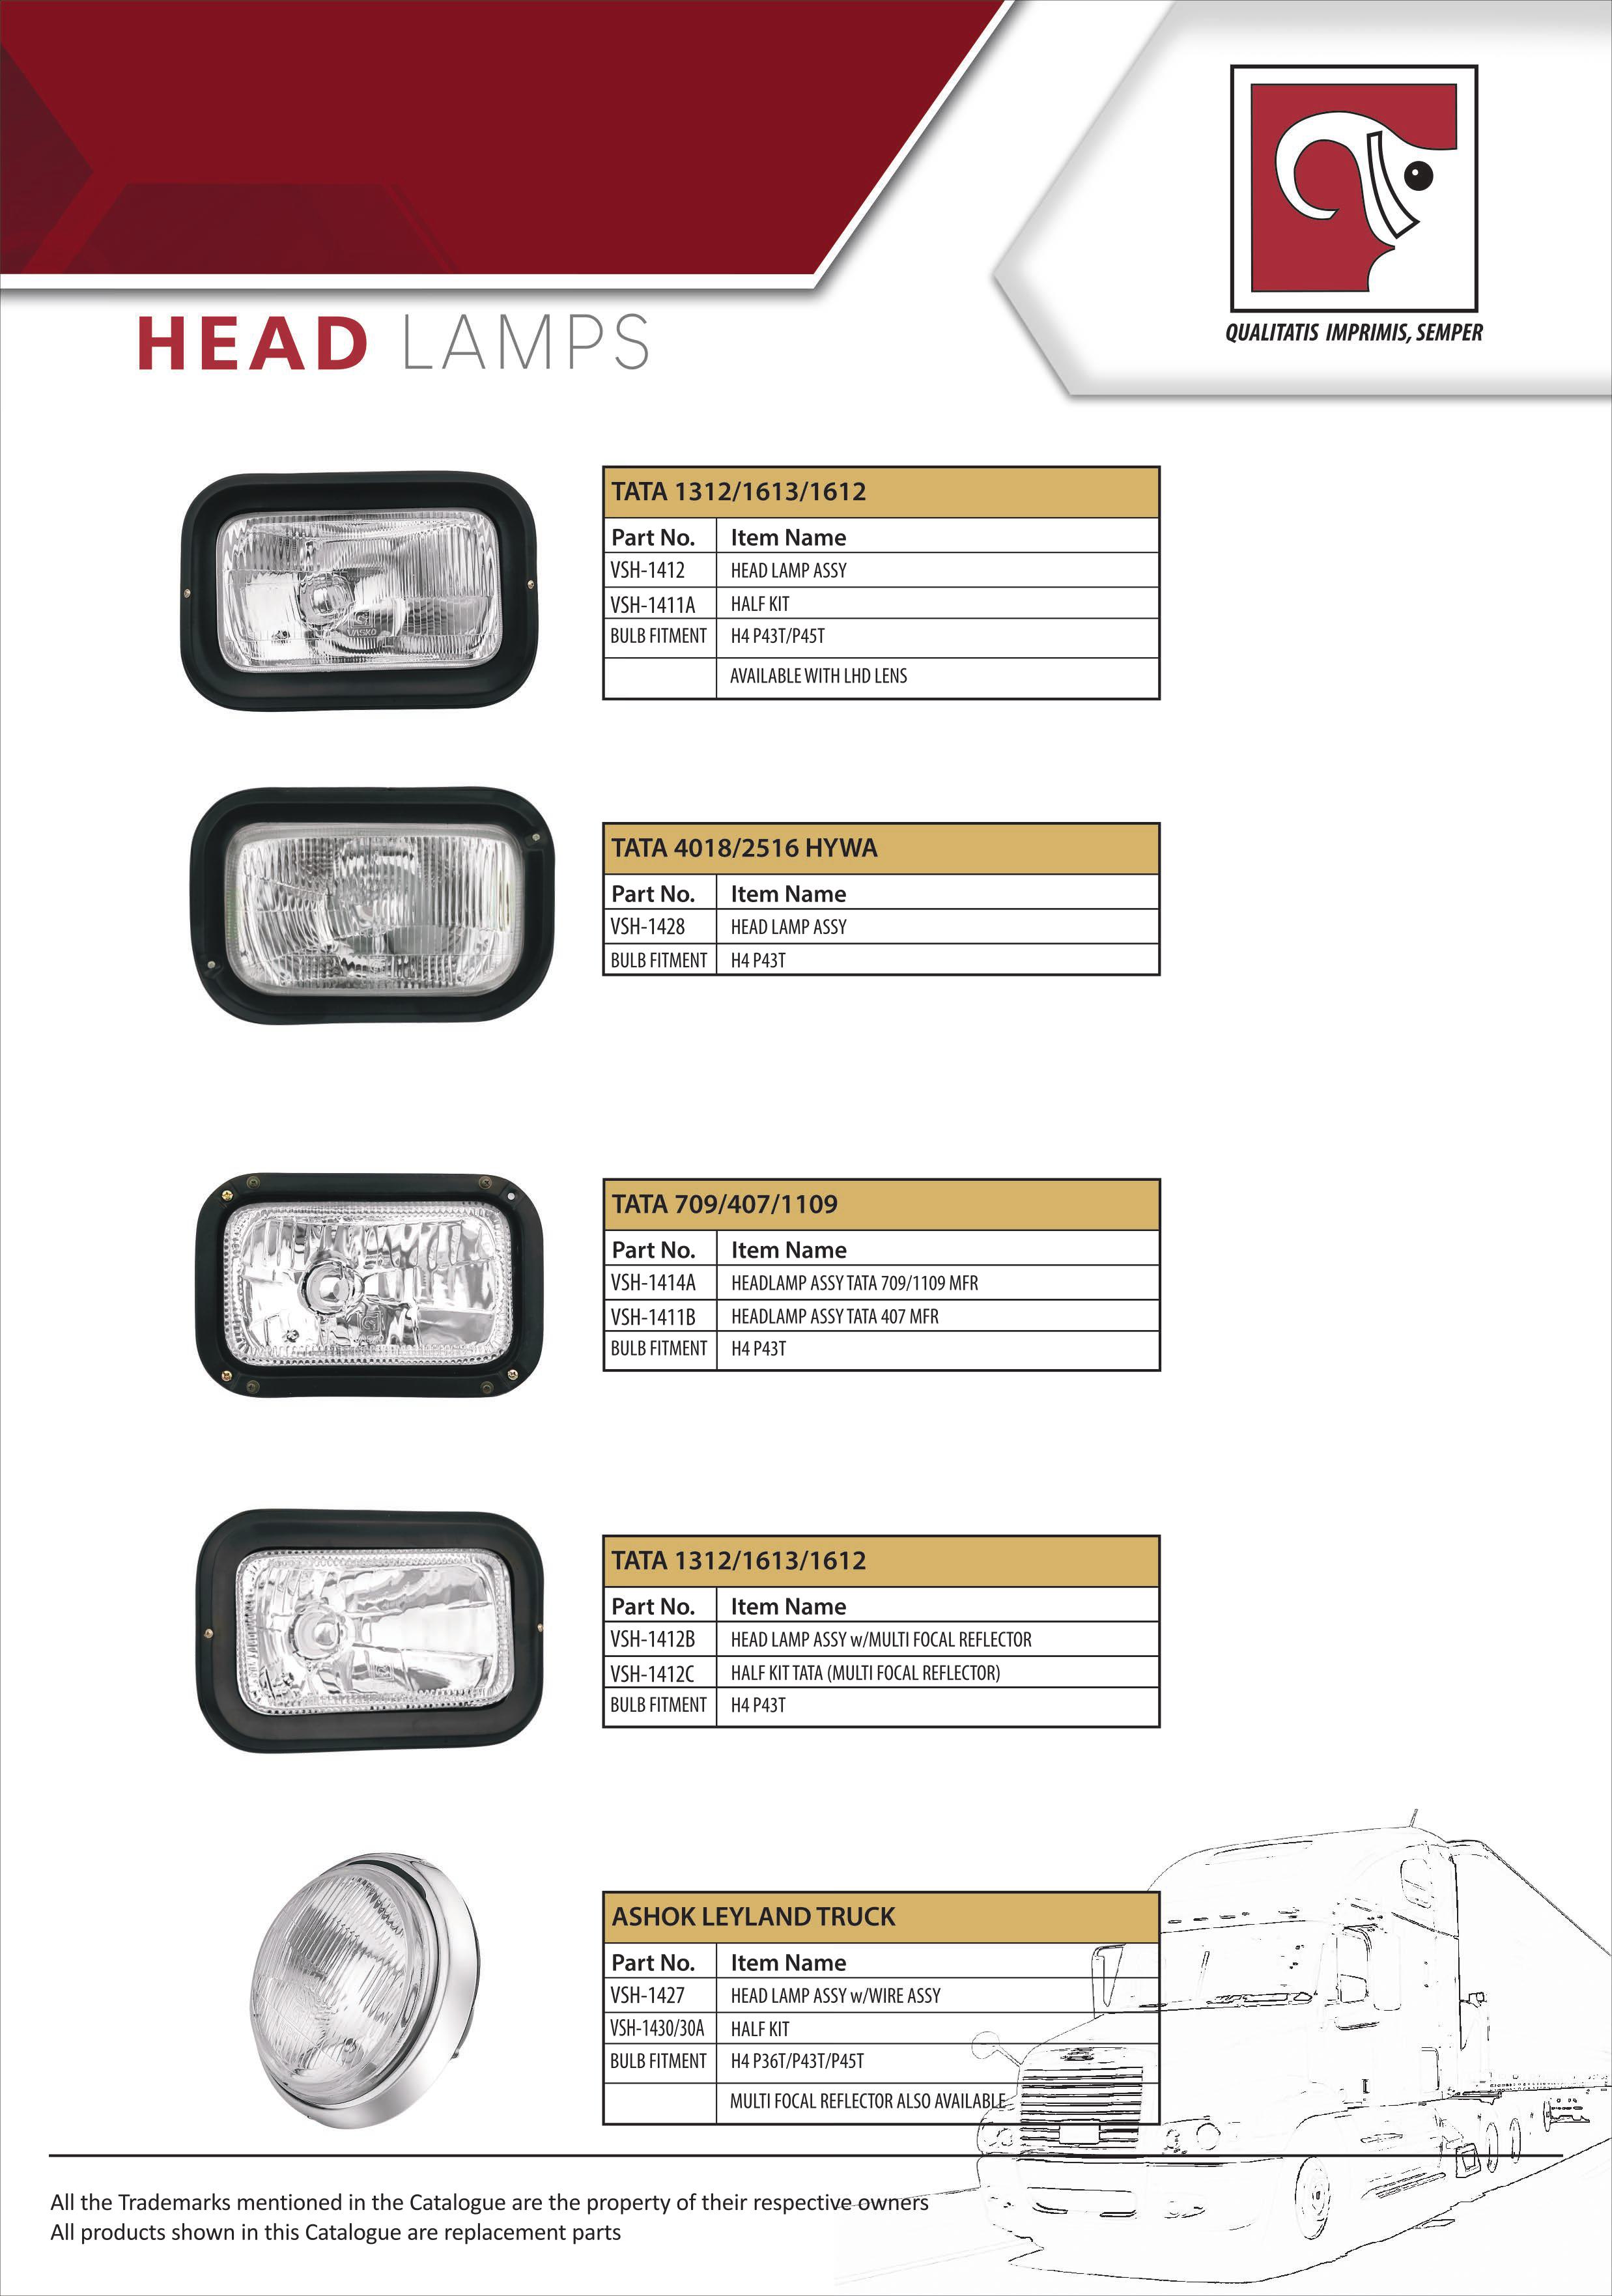 QUALITATIS IMPRIMIS, SEMPER
HEAD LAMPS
TATA 1312/1613/1612
Part No. Item Name
VSH-1412 HEAD LAMP ASSY
VSH-1411A HALF KIT
BULB FITMENT H4 P43T/P45T
AVAILABLE WITH LHD LENS
VASKO
TATA 4018/2516 HYWA
Part No. Item Name
VSH-1428 HEAD LAMP ASSY
BULB FITMENT H4 P43T
TATA 709/407/1109
Part No. Item Name
VSH-1414A HEADLAMP ASSY TATA 709/1109 MFR
VSH-1411B HEADLAMP ASSY TATA 407 MFR
BULB FITMENT H4 P43T
TATA 1312/1613/1612
Part No. Item Name
VSH-1412B HEAD LAMP ASSY w/MULTI FOCAL REFLECTOR
VSH-1412C HALF KIT TATA (MULTI FOCAL REFLECTOR)
BULB FITMENT H4 P43T
ASHOK LEYLAND TRUCK
Part No. Item Name
VSH-1427 HEAD LAMP ASSY w/WIRE ASSY
VSH-1430/30A HALF KIT
BULB FITMENT H4 P36T/P43T/P45T
MULTI FOCAL REFLECTOR ALSO AVAILABLE
All the Trademarks mentioned in the Catalogue are the property of their respective owners
All products shown in this Catalogue are replacement parts